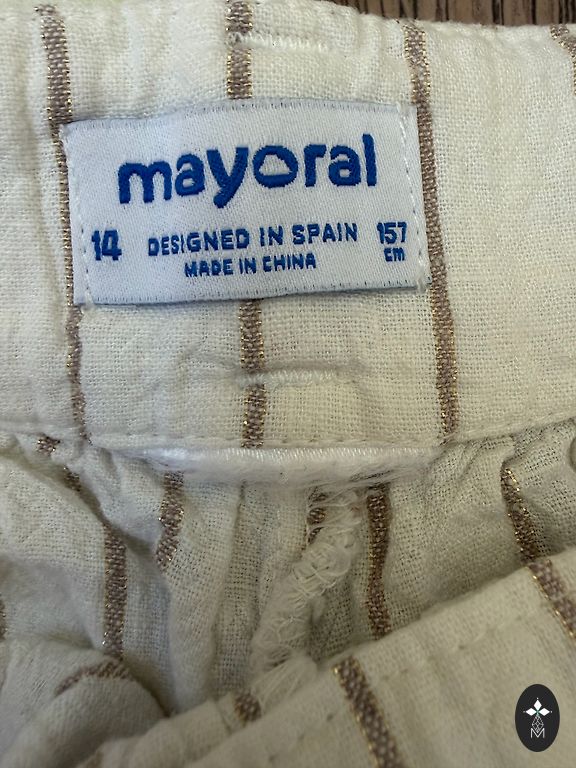 mayoral
14 DESIGNED IN SPAIN 157
MADE IN CHINA cm
M